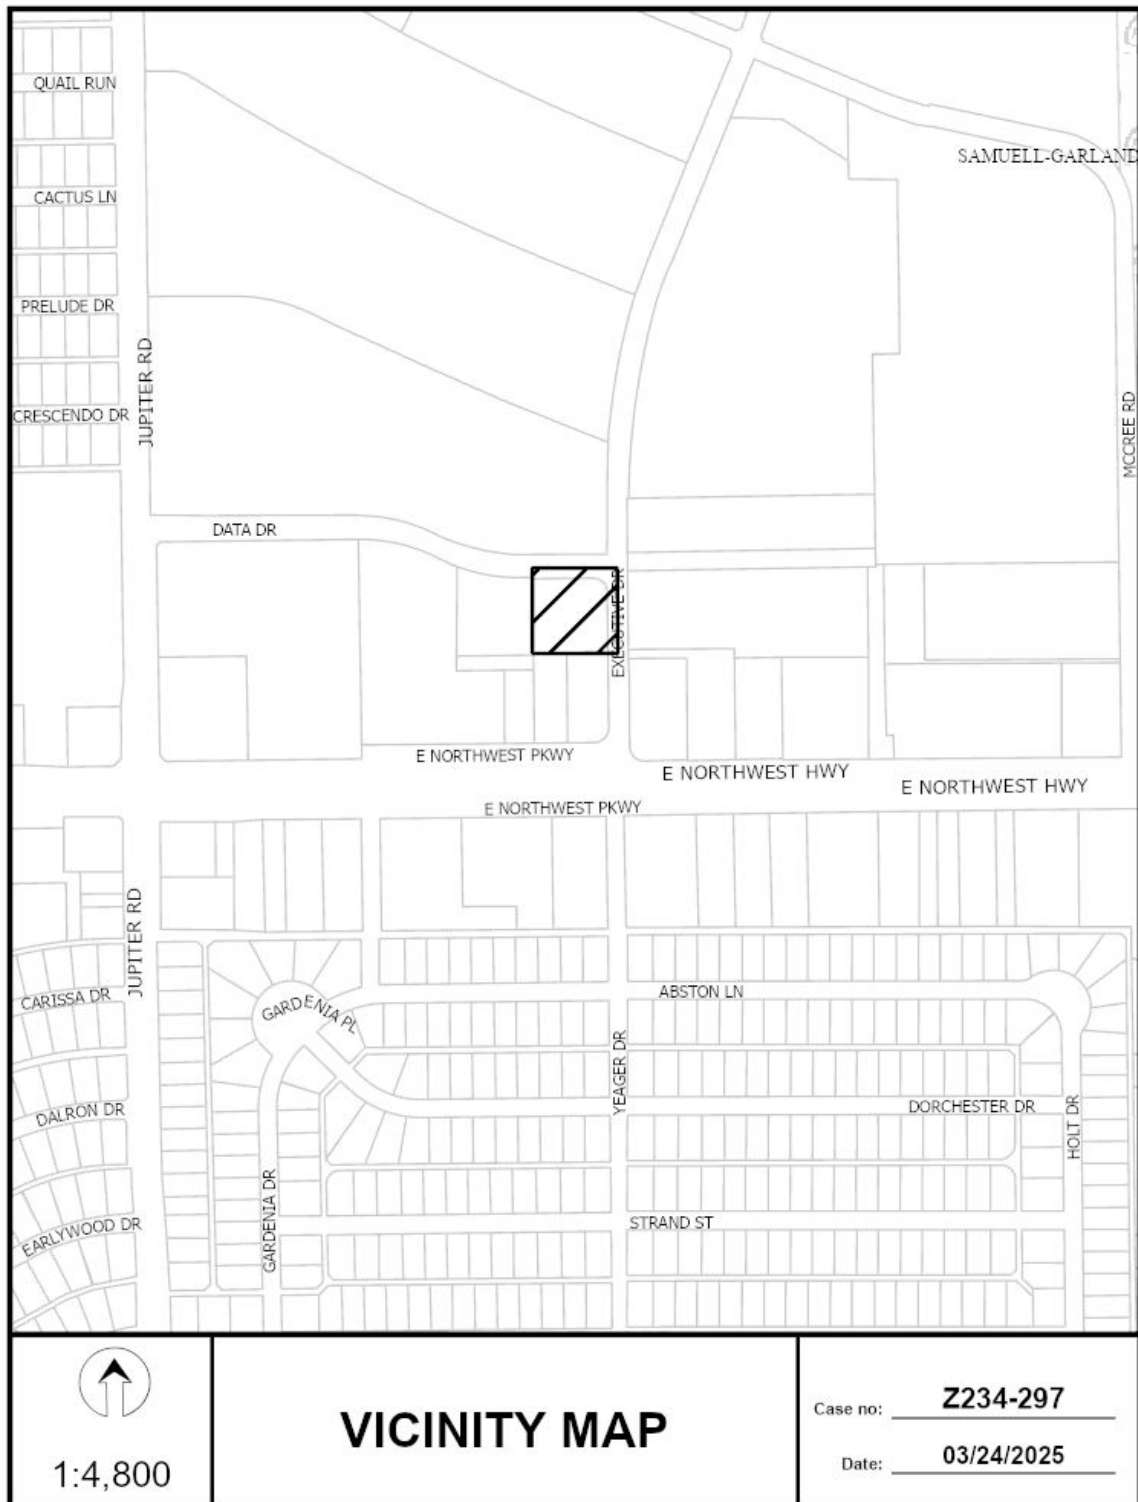 QUAIL RUN
SAMUELL-GARLAND
CACTUS LN
PRELUDE DR
JUPITER RD
CRESCENDO DR
MCCREE RD
DATA DR
EXECUTIVE DR
E NORTHWEST PKWY
E NORTHWEST HWY
E NORTHWEST HWY
E NORTHWEST PKWY
JUPITER RD
CARISSA DR
GARDENIA PL
ABSTON LN
YEAGER DR
DALRON DR
DORCHESTER DR
HOLT DR
GARDENIA DR
EARLYWOOD DR
STRAND ST
1:4,800
VICINITY MAP
Case no: Z234-297
Date: 03/24/2025